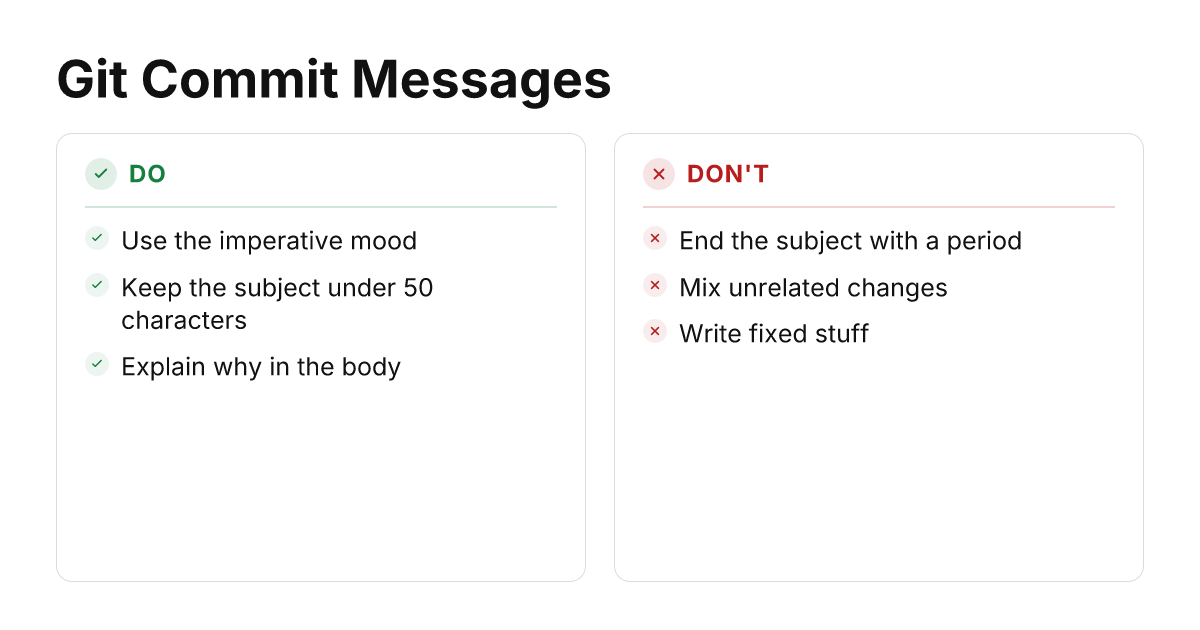 Git Commit Messages
DO
Use the imperative mood
Keep the subject under 50
characters
Explain why in the body
DON'T
End the subject with a period
Mix unrelated changes
Write fixed stuff